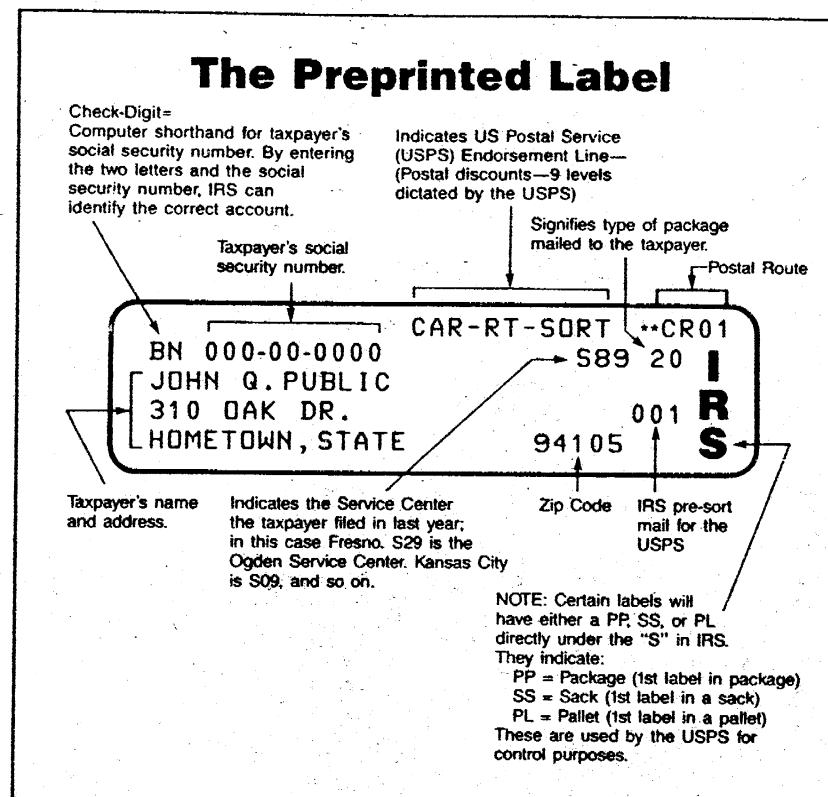 The Preprinted Label
Check-Digit=
Computer shorthand for taxpayer's
social security number. By entering
the two letters and the social
security number, IRS can
identify the correct account.
Indicates US Postal Service
(USPS) Endorsement Line—
(Postal discounts—9 levels
dictated by the USPS)
Signifies type of package
mailed to the taxpayer.
Taxpayer's social
security number.
Postal Route
CAR-RT-SORT **CR01
BN 000-00-0000 S89 20
JOHN Q. PUBLIC
310 OAK DR. 001
HOMETOWN, STATE 94105
IRS
Taxpayer's name
and address.
Indicates the Service Center
the taxpayer filed in last year;
in this case Fresno. S29 is the
Ogden Service Center. Kansas City
is S09, and so on.
Zip Code
IRS pre-sort
mail for the
USPS
NOTE: Certain labels will
have either a PP, SS, or PL
directly under the "S" in IRS.
They indicate:
PP = Package (1st label in package)
SS = Sack (1st label in a sack)
PL = Pallet (1st label in a pallet)
These are used by the USPS for
control purposes.